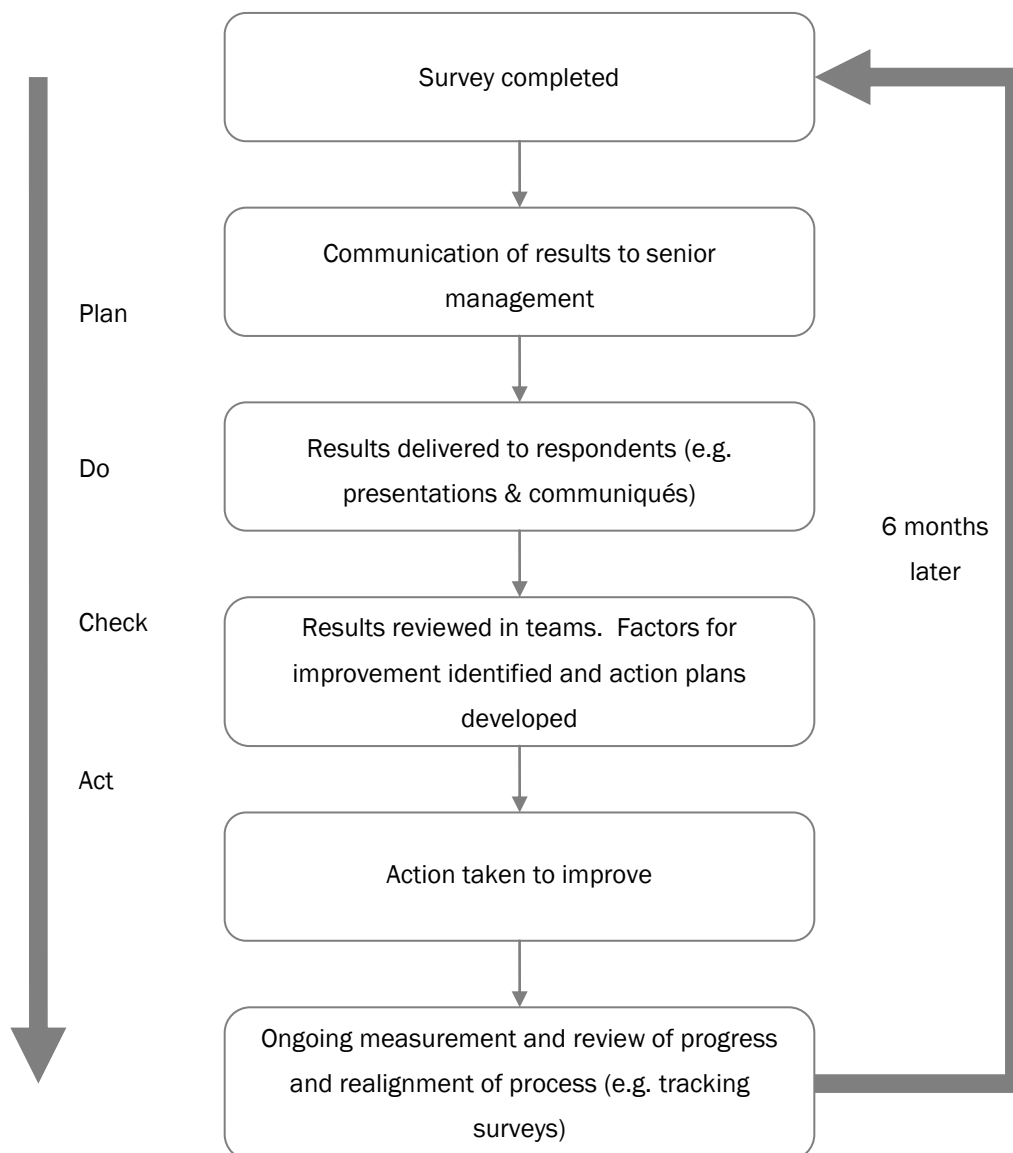 Survey completed
Communication of results to senior
management
Plan
Results delivered to respondents (e.g.
presentations & communiqués)
Do
6 months
later
Check
Results reviewed in teams.  Factors for
improvement identified and action plans
developed
Act
Action taken to improve
Ongoing measurement and review of progress
and realignment of process (e.g. tracking
surveys)